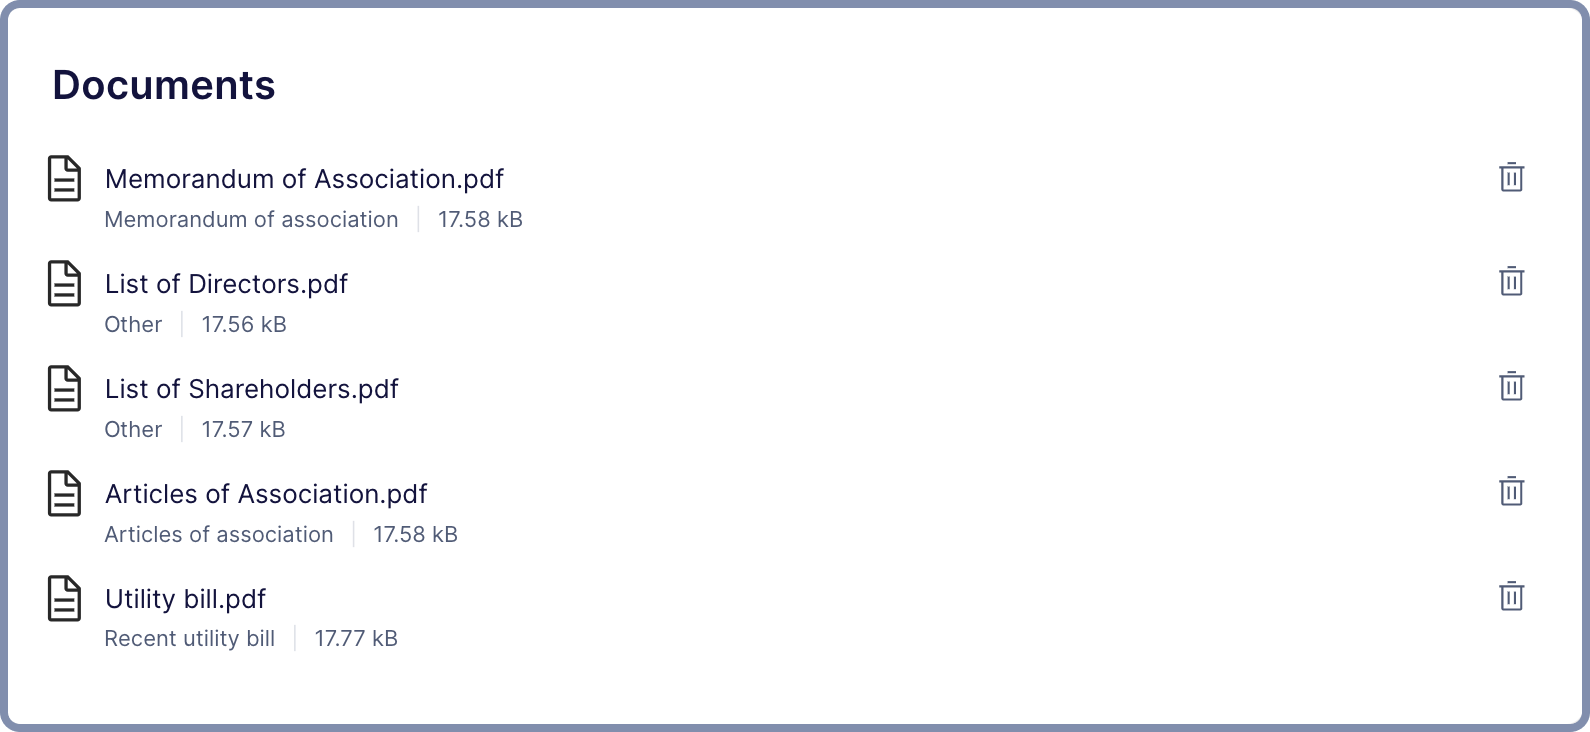 Documents
Memorandum of Association.pdf
Memorandum of association | 17.58 kB
List of Directors.pdf
Other | 17.56 kB
List of Shareholders.pdf
Other | 17.57 kB
Articles of Association.pdf
Articles of association | 17.58 kB
Utility bill.pdf
Recent utility bill | 17.77 kB